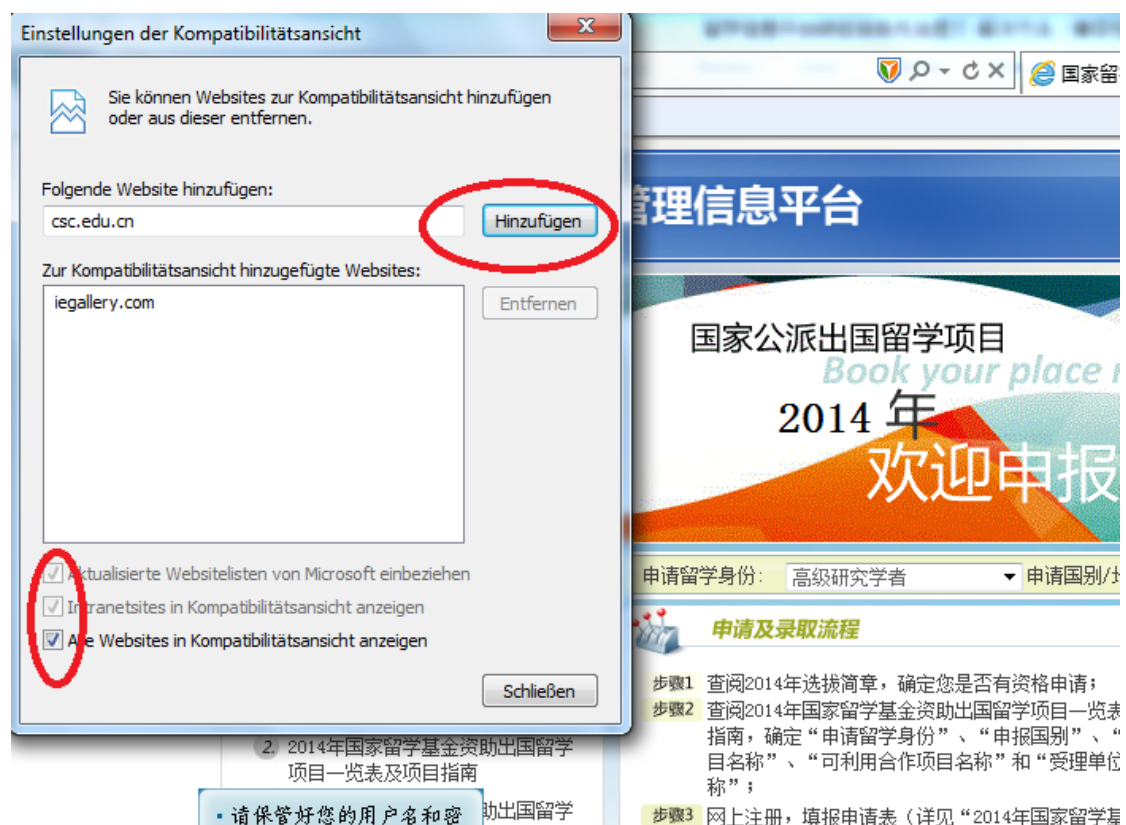 Einstellungen der Kompatibilitätsansicht
Sie können Websites zur Kompatibilitätsansicht hinzufügen
oder aus dieser entfernen.
Folgende Website hinzufügen:
csc.edu.cn
Hinzufügen
Zur Kompatibilitätsansicht hinzugefügte Websites:
iegallery.com
Entfernen
Aktualisierte Websitelisten von Microsoft einbeziehen
Intranetsites in Kompatibilitätsansicht anzeigen
Alle Websites in Kompatibilitätsansicht anzeigen
Schließen
国家留
管理信息平台
国家公派出国留学项目
Book your place
2014 年
欢迎申报
申请留学身份: 高级研究学者 申请国别/
申请及录取流程
步骤1 查阅2014年选拔简章，确定您是否有资格申请；
步骤2 查阅2014年国家留学基金资助出国留学项目一览表
指南，确定“申请留学身份”、“申报国别”、“
目名称”、“可利用合作项目名称”和“受理单位
称”；
步骤3 网上注册，填报申请表（详见“2014年国家留学基
2. 2014年国家留学基金资助出国留学
项目一览表及项目指南
助出国留学
· 请保管好您的用户名和密